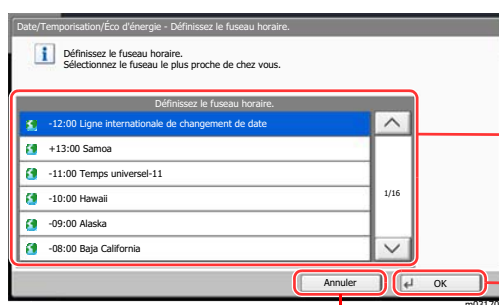 Date/Temporisation/Éco d'énergie - Définissez le fuseau horaire.
Définissez le fuseau horaire.
Sélectionnez le fuseau le plus proche de chez vous.
Définissez le fuseau horaire.
-12:00 Ligne internationale de changement de date
+13:00 Samoa
-11:00 Temps universel-11
-10:00 Hawaii
1/16
-09:00 Alaska
-08:00 Baja California
Annuler
OK